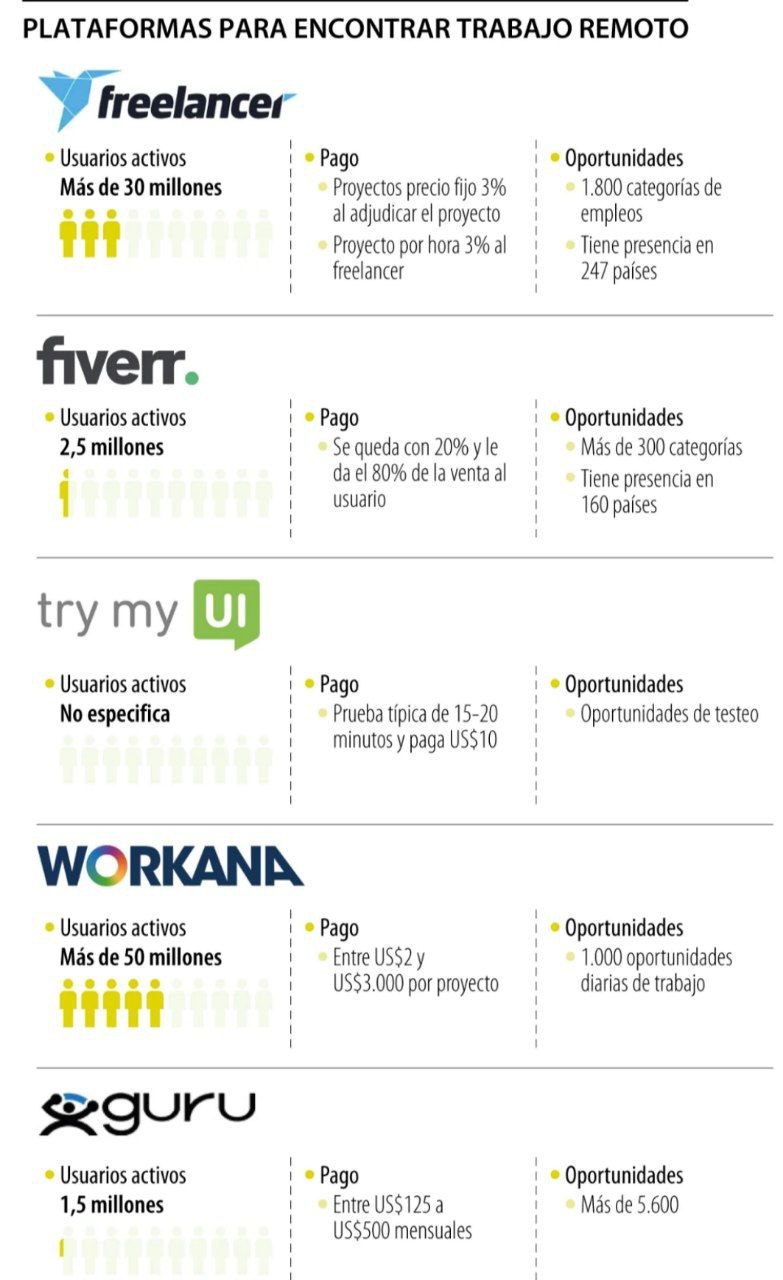 PLATAFORMAS PARA ENCONTRAR TRABAJO REMOTO
freelancer
Usuarios activos
Más de 30 millones
Pago
Proyectos precio fijo 3%
al adjudicar el proyecto
Proyecto por hora 3% al
freelancer
Oportunidades
1.800 categorías de
empleos
Tiene presencia en
247 países
fiverr.
Usuarios activos
2,5 millones
Pago
Se queda con 20% y le
da el 80% de la venta al
usuario
Oportunidades
Más de 300 categorías
Tiene presencia en
160 países
try my UI
Usuarios activos
No especifica
Pago
Prueba típica de 15-20
minutos y paga US$10
Oportunidades
Oportunidades de testeo
WORKANA
Usuarios activos
Más de 50 millones
Pago
Entre US$2 y
US$3.000 por proyecto
Oportunidades
1.000 oportunidades
diarias de trabajo
guru
Usuarios activos
1,5 millones
Pago
Entre US$125 a
US$500 mensuales
Oportunidades
Más de 5.600